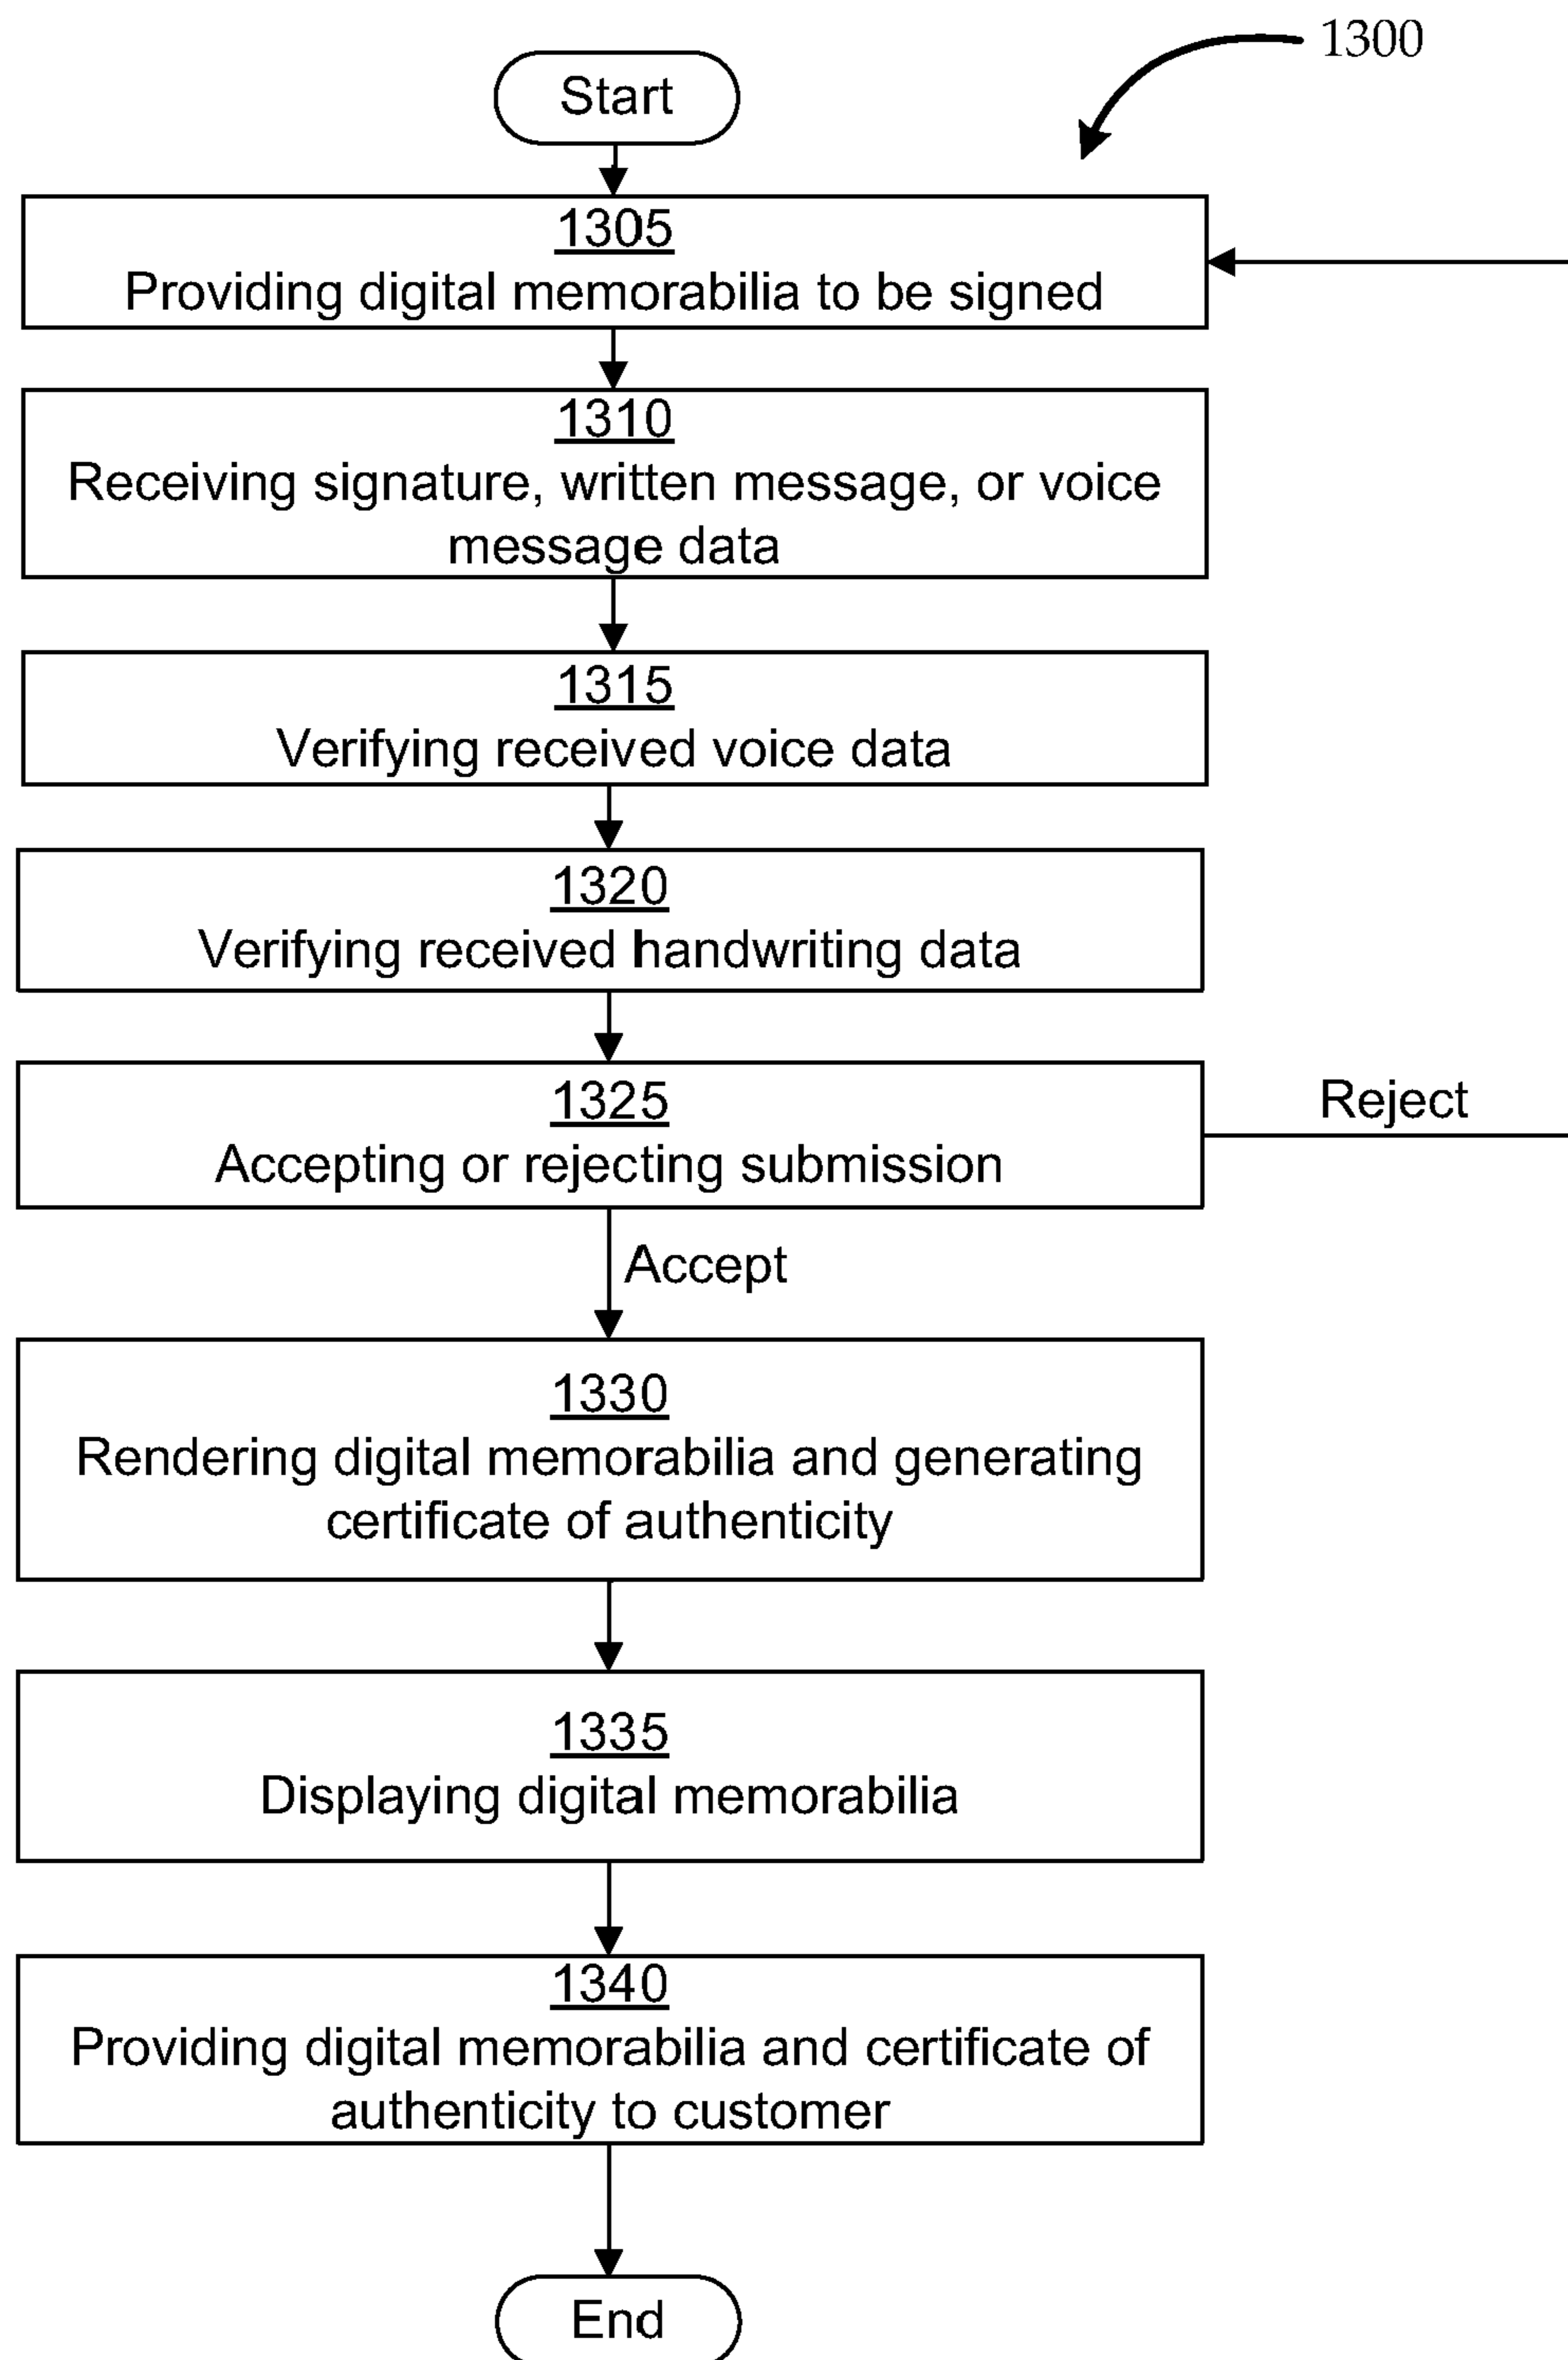 1300
Start
1305
Providing digital memorabilia to be signed
1310
Receiving signature, written message, or voice
message data
1315
Verifying received voice data
1320
Verifying received handwriting data
1325
Accepting or rejecting submission
Reject
Accept
1330
Rendering digital memorabilia and generating
certificate of authenticity
1335
Displaying digital memorabilia
1340
Providing digital memorabilia and certificate of
authenticity to customer
End